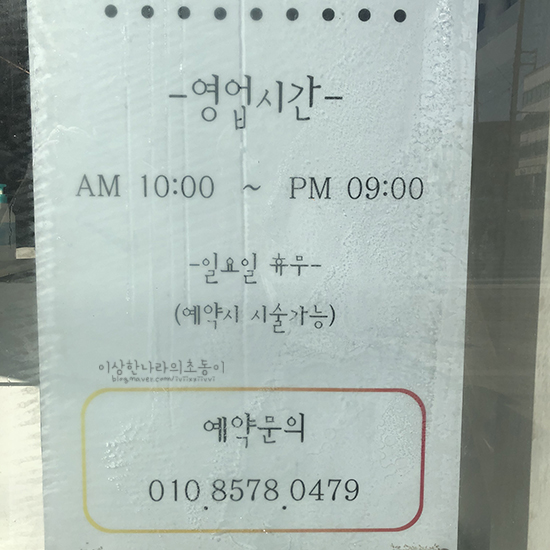 -영업시간-
AM 10:00 ~ PM 09:00
-일요일 휴무-
(예약시 시술가능)
이상한나라의초동이
예약문의
010.8578.0479